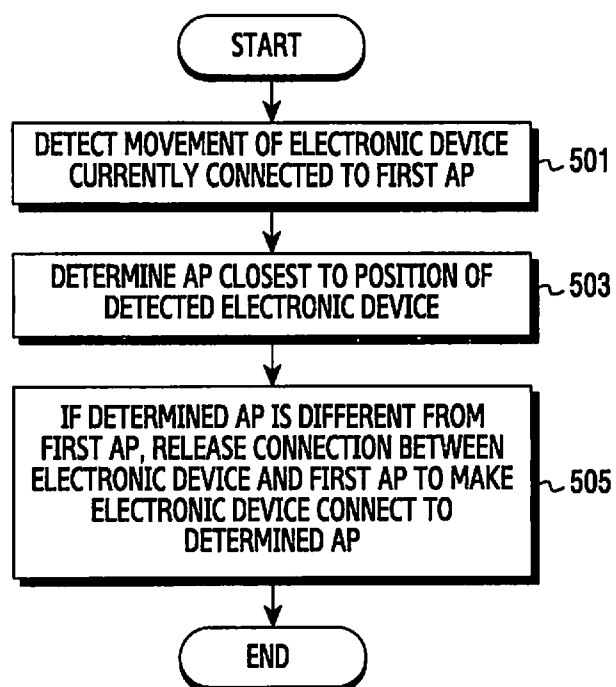 START
DETECT MOVEMENT OF ELECTRONIC DEVICE
CURRENTLY CONNECTED TO FIRST AP
501
DETERMINE AP CLOSEST TO POSITION OF
DETECTED ELECTRONIC DEVICE
503
IF DETERMINED AP IS DIFFERENT FROM
FIRST AP, RELEASE CONNECTION BETWEEN
ELECTRONIC DEVICE AND FIRST AP TO MAKE
ELECTRONIC DEVICE CONNECT TO
DETERMINED AP
505
END